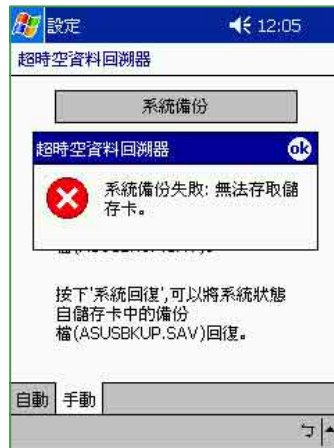 設定
12:05
超時空資料回溯器
系統備份
超時空資料回溯器
ok
系統備份失敗: 無法存取儲
存卡。
按下'系統回復',可以將系統狀態
自儲存卡中的備份
檔(ASUSBKUP.SAV)回復。
自動
手動
ㄅ